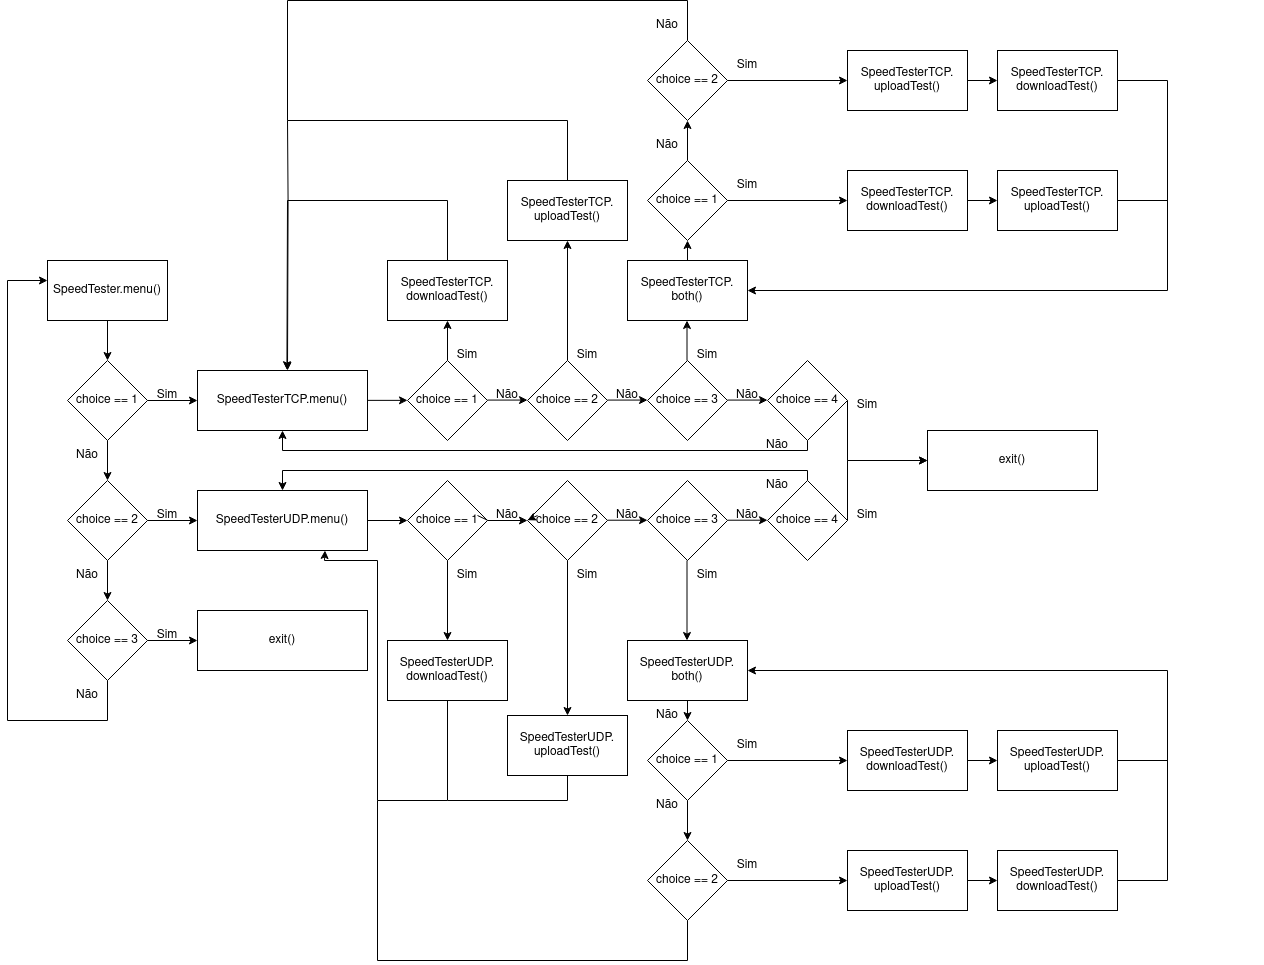 Não
choice == 2
Sim
SpeedTesterTCP.
uploadTest()
SpeedTesterTCP.
downloadTest()
Não
choice == 1
Sim
SpeedTesterTCP.
downloadTest()
SpeedTesterTCP.
uploadTest()
SpeedTesterTCP.
uploadTest()
SpeedTester.menu()
SpeedTesterTCP.
downloadTest()
SpeedTesterTCP.
both()
Sim
Sim
Sim
choice == 1
Sim
SpeedTesterTCP.menu()
choice == 1
Não
choice == 2
Não
choice == 3
Não
choice == 4
Sim
Não
Não
exit()
Não
choice == 2
Sim
SpeedTesterUDP.menu()
choice == 1
Não
choice == 2
Não
choice == 3
Não
choice == 4
Sim
Não
Sim
Sim
Sim
choice == 3
Sim
exit()
SpeedTesterUDP.
downloadTest()
SpeedTesterUDP.
both()
Não
Não
SpeedTesterUDP.
uploadTest()
choice == 1
Sim
SpeedTesterUDP.
downloadTest()
SpeedTesterUDP.
uploadTest()
Não
choice == 2
Sim
SpeedTesterUDP.
uploadTest()
SpeedTesterUDP.
downloadTest()